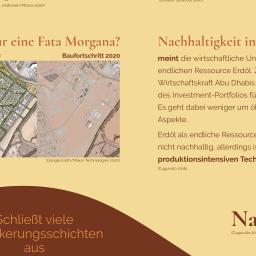 ur eine Fata Morgana?
Baufortschritt 2020
(Google Earth/Maxar Technologies 2020)
Schließt viele
kerungsschichten
aus
Nachhaltigkeit in
meint die wirtschaftliche Un
endlichen Ressource Erdöl. Z
Wirtschaftskraft Abu Dhabis
des Investment-Portfolios fü
Es geht dabei weniger um öl
Aspekte.
Erdöl als endliche Ressource
nicht nachhaltig, allerdings is
produktionsintensiven Tech
Na